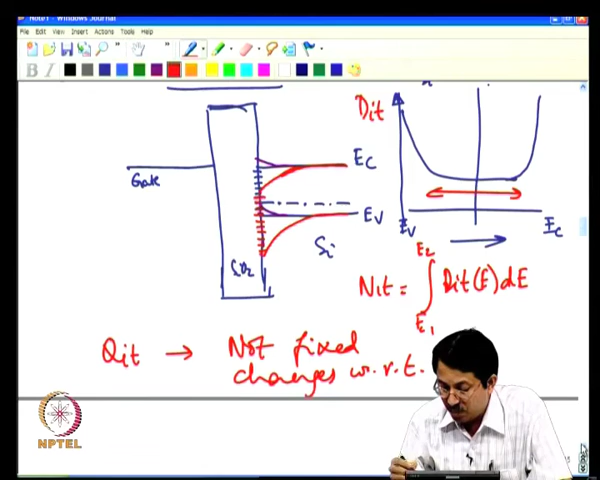 Note1 - Windows Journal
File Edit View Insert Actions Tools Help
B I
Dit
EC
Gate
EV
Si
SiO2
EV
EC
Nit = ∫ Dit(E) dE
E2
E1
Qit → Not fixed
changes w.r.t.
NPTEL